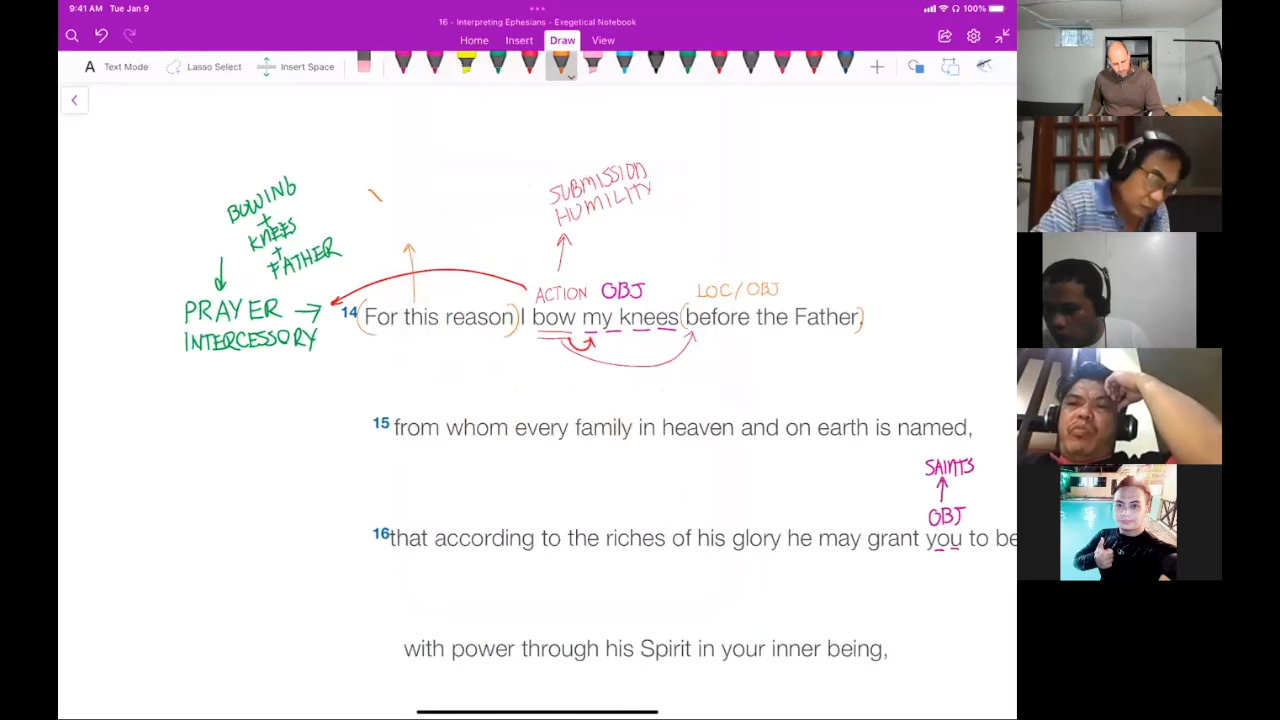 9:41 AM Tue Jan 9
100%
16 - Interpreting Ephesians - Exegetical Notebook
Home Insert Draw View
A Text Mode Lasso Select Insert Space
BOWING
+
KNEES
+
FATHER
PRAYER
INTERCESSORY
SUBMISSION
HUMILITY
ACTION OBJ LOC/OBJ
14 (For this reason) I bow my knees (before the Father.)
15 from whom every family in heaven and on earth is named,
SAINTS
OBJ
16 that according to the riches of his glory he may grant you to be
with power through his Spirit in your inner being,